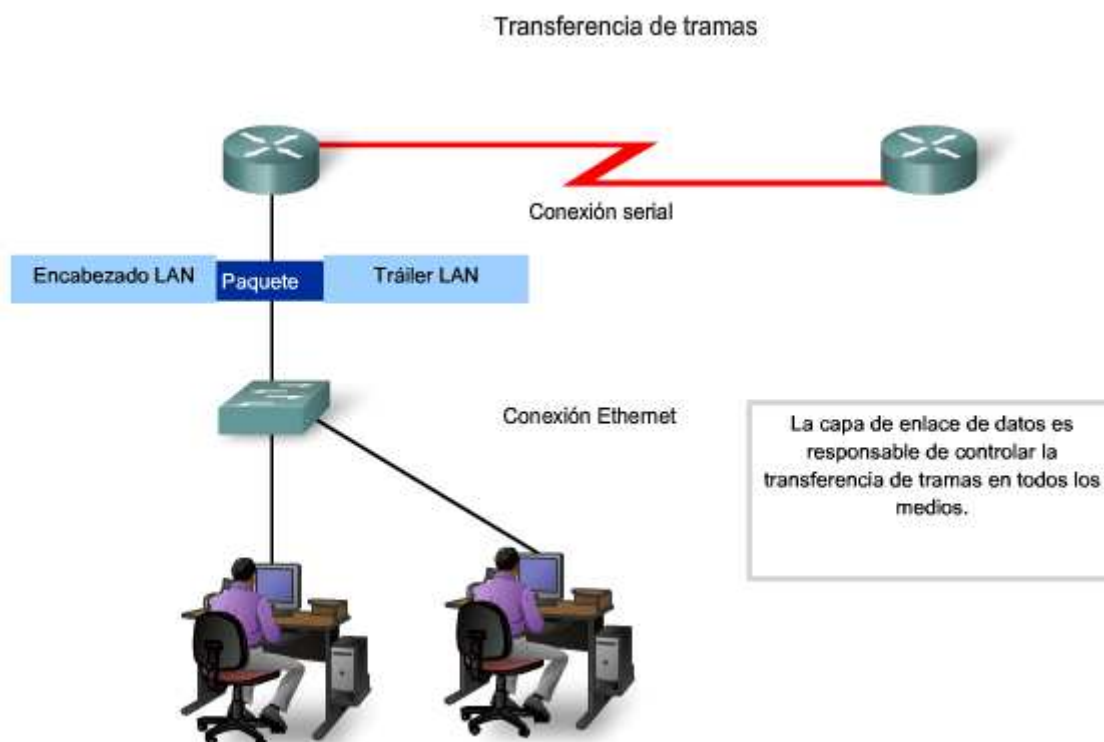 Transferencia de tramas
Conexión serial
Encabezado LAN
Paquete
Tráiler LAN
Conexión Ethernet
La capa de enlace de datos es
responsable de controlar la
transferencia de tramas en todos los
medios.